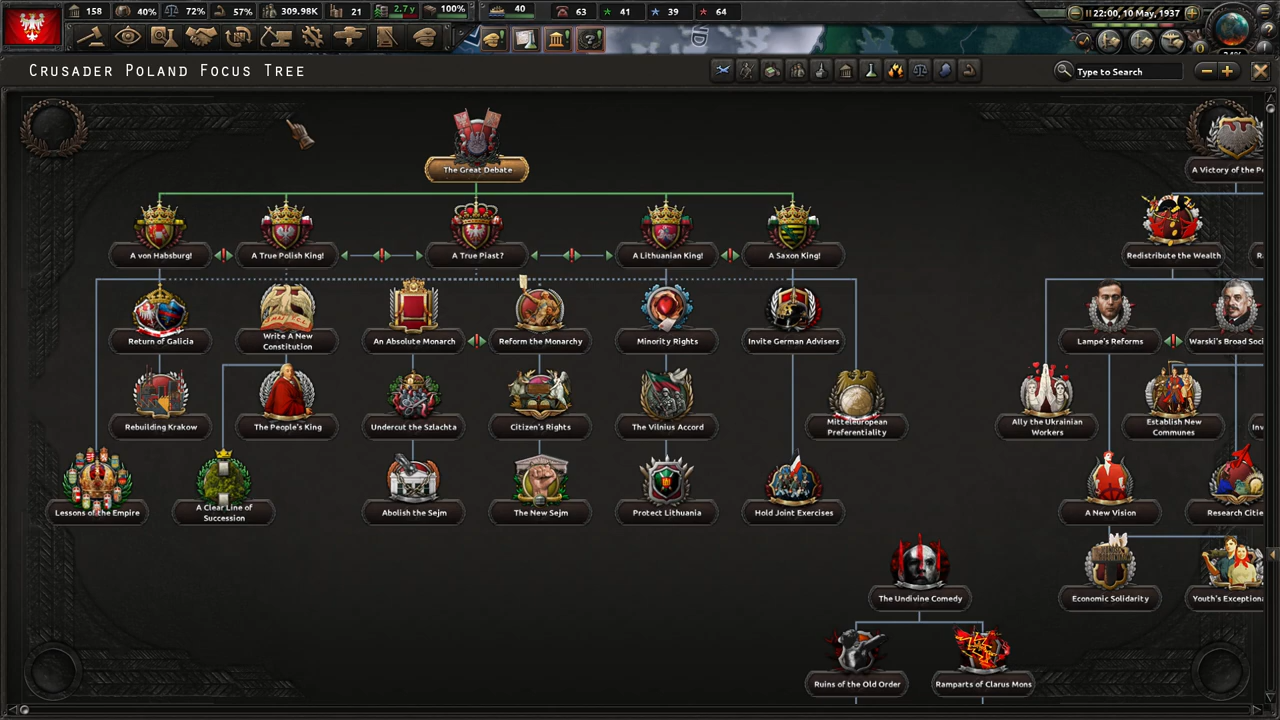 158 40% 72% 57% 309.98K 21 2.7 y 100% 40 63 41 39 64 22:00, 10 May, 1937
Crusader Poland Focus Tree
Type to Search
The Great Debate
A Victory of the Pe
A von Habsburg!
A True Polish King!
A True Piast?
A Lithuanian King!
A Saxon King!
Redistribute the Wealth
Return of Galicia
Write A New
Constitution
An Absolute Monarch
Reform the Monarchy
Minority Rights
Invite German Advisers
Lampe's Reforms
Warski's Broad Soci
Rebuilding Krakow
The People's King
Undercut the Szlachta
Citizen's Rights
The Vilnius Accord
Mitteleuropean
Preferentiality
Ally the Ukrainian
Workers
Establish New
Communes
Lessons of the Empire
A Clear Line of
Succession
Abolish the Sejm
The New Sejm
Protect Lithuania
Hold Joint Exercises
A New Vision
Research Citie
The Undivine Comedy
Economic Solidarity
Youth's Exception
Ruins of the Old Order
Ramparts of Clarus Mons